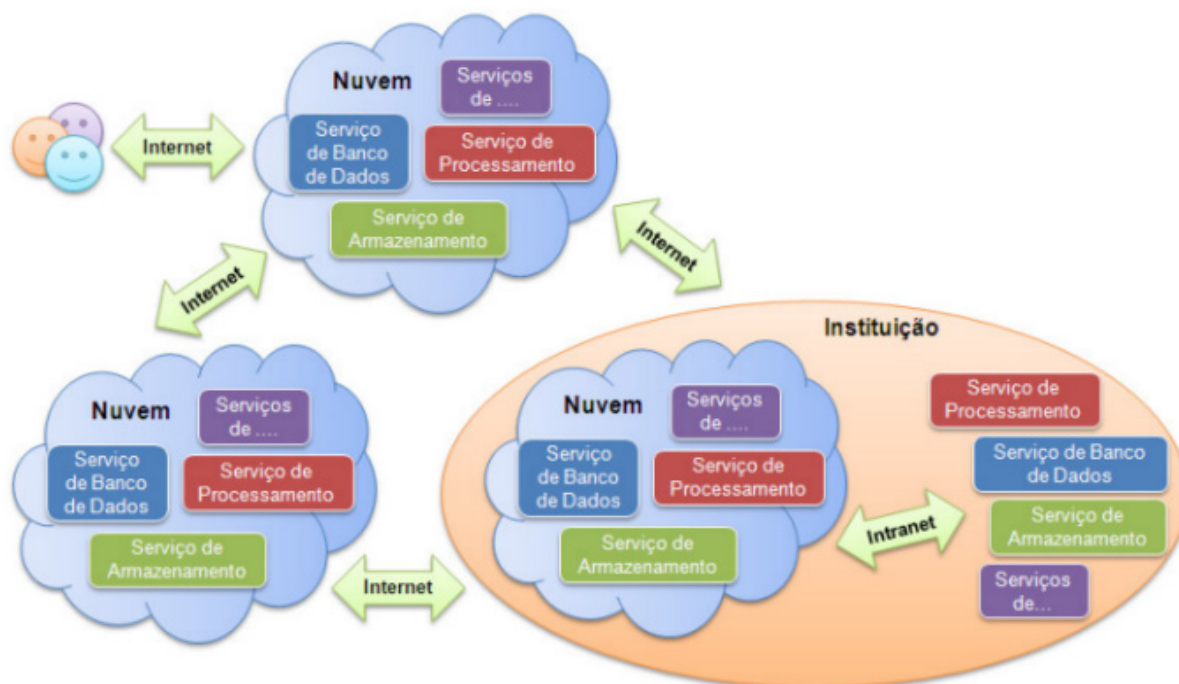 Nuvem
Serviços
de ....
Serviço
de Banco
de Dados
Serviço de
Processamento
Serviço de
Armazenamento
Internet
Internet
Internet
Nuvem
Serviços
de ....
Serviço
de Banco
de Dados
Serviço de
Processamento
Serviço de
Armazenamento
Internet
Instituição
Nuvem
Serviços
de ....
Serviço
de Banco
de Dados
Serviço de
Processamento
Serviço de
Armazenamento
Intranet
Serviço de
Processamento
Serviço de Banco
de Dados
Serviço de
Armazenamento
Serviços
de...